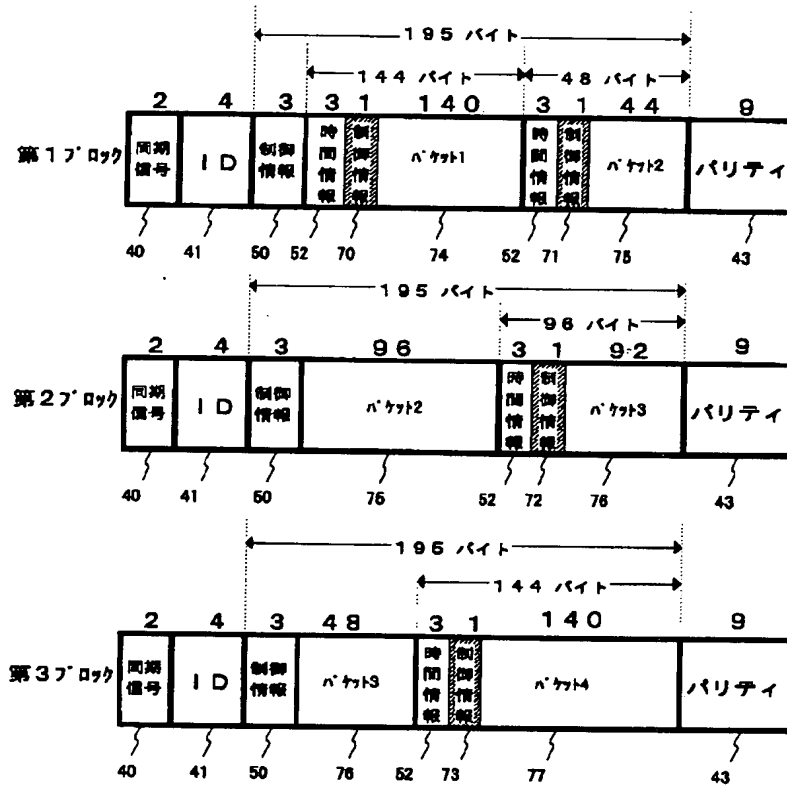 195 バイト
144 バイト 48 バイト
2 4 3 3 1 140 3 1 44 9
第1ブロック 同期信号 ID 制御情報 時間情報 制御情報 パケット1 時間情報 制御情報 パケット2 パリティ
40 41 50 52 70 74 52 71 75 43
195 バイト
96 バイト
2 4 3 96 3 1 92 9
第2ブロック 同期信号 ID 制御情報 パケット2 時間情報 制御情報 パケット3 パリティ
40 41 50 75 52 72 76 43
195 バイト
144 バイト
2 4 3 48 3 1 140 9
第3ブロック 同期信号 ID 制御情報 パケット3 時間情報 制御情報 パケット4 パリティ
40 41 50 76 52 73 77 43